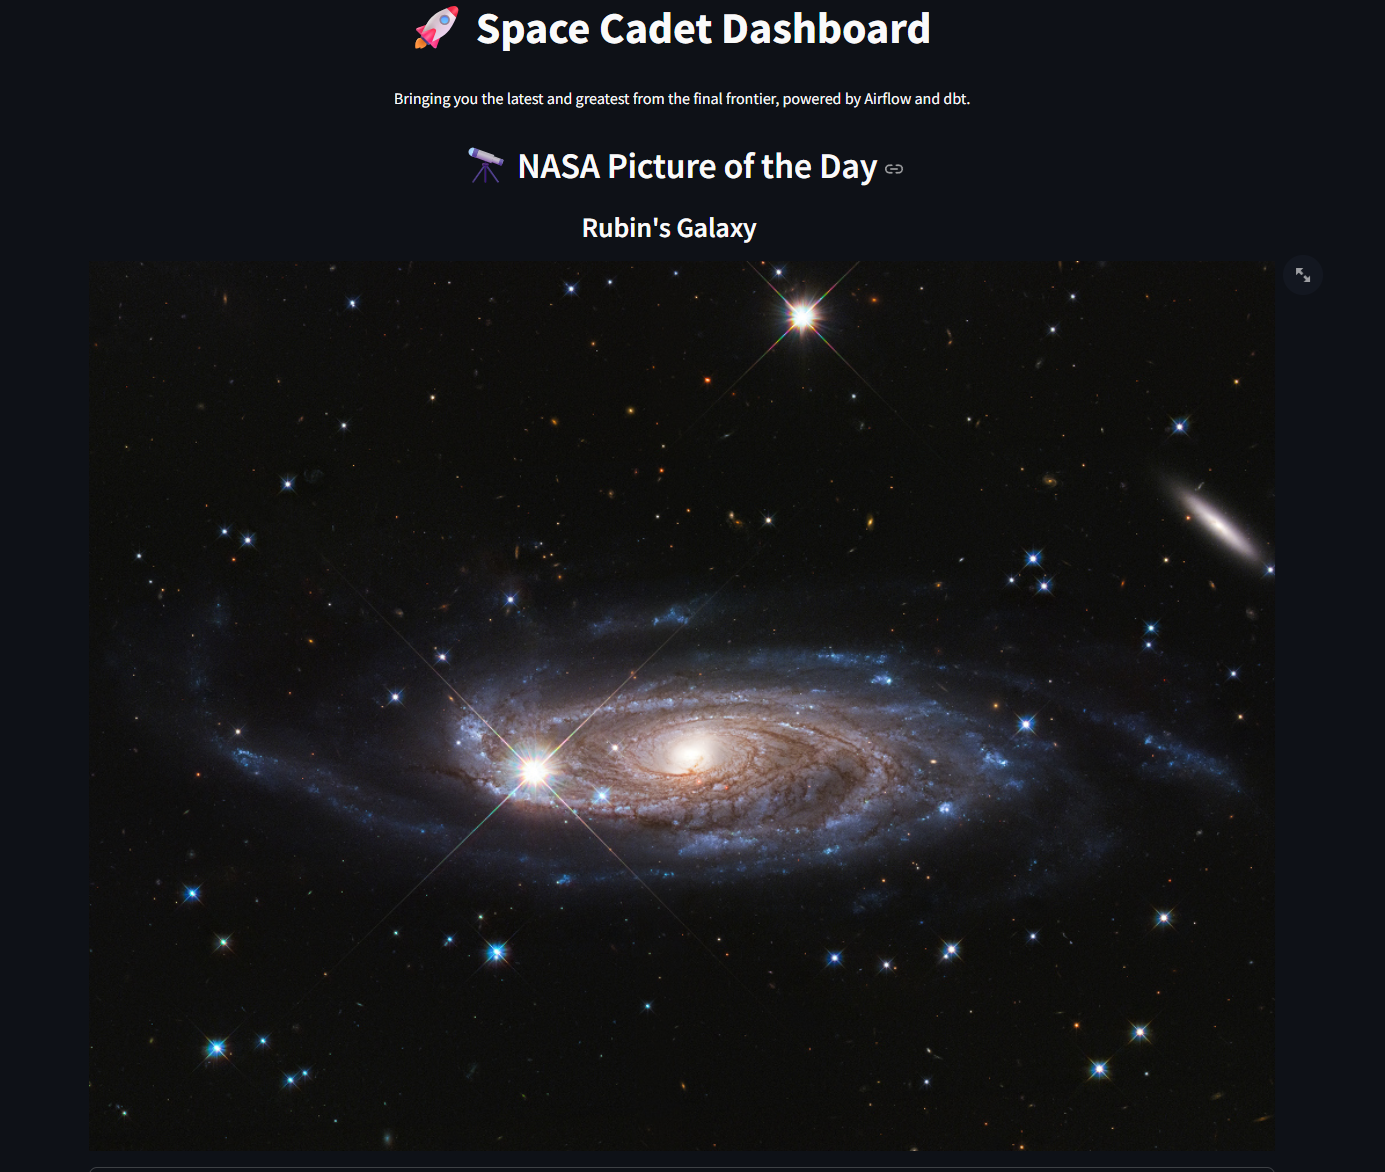 🚀 Space Cadet Dashboard
Bringing you the latest and greatest from the final frontier, powered by Airflow and dbt.
🔭 NASA Picture of the Day
Rubin's Galaxy